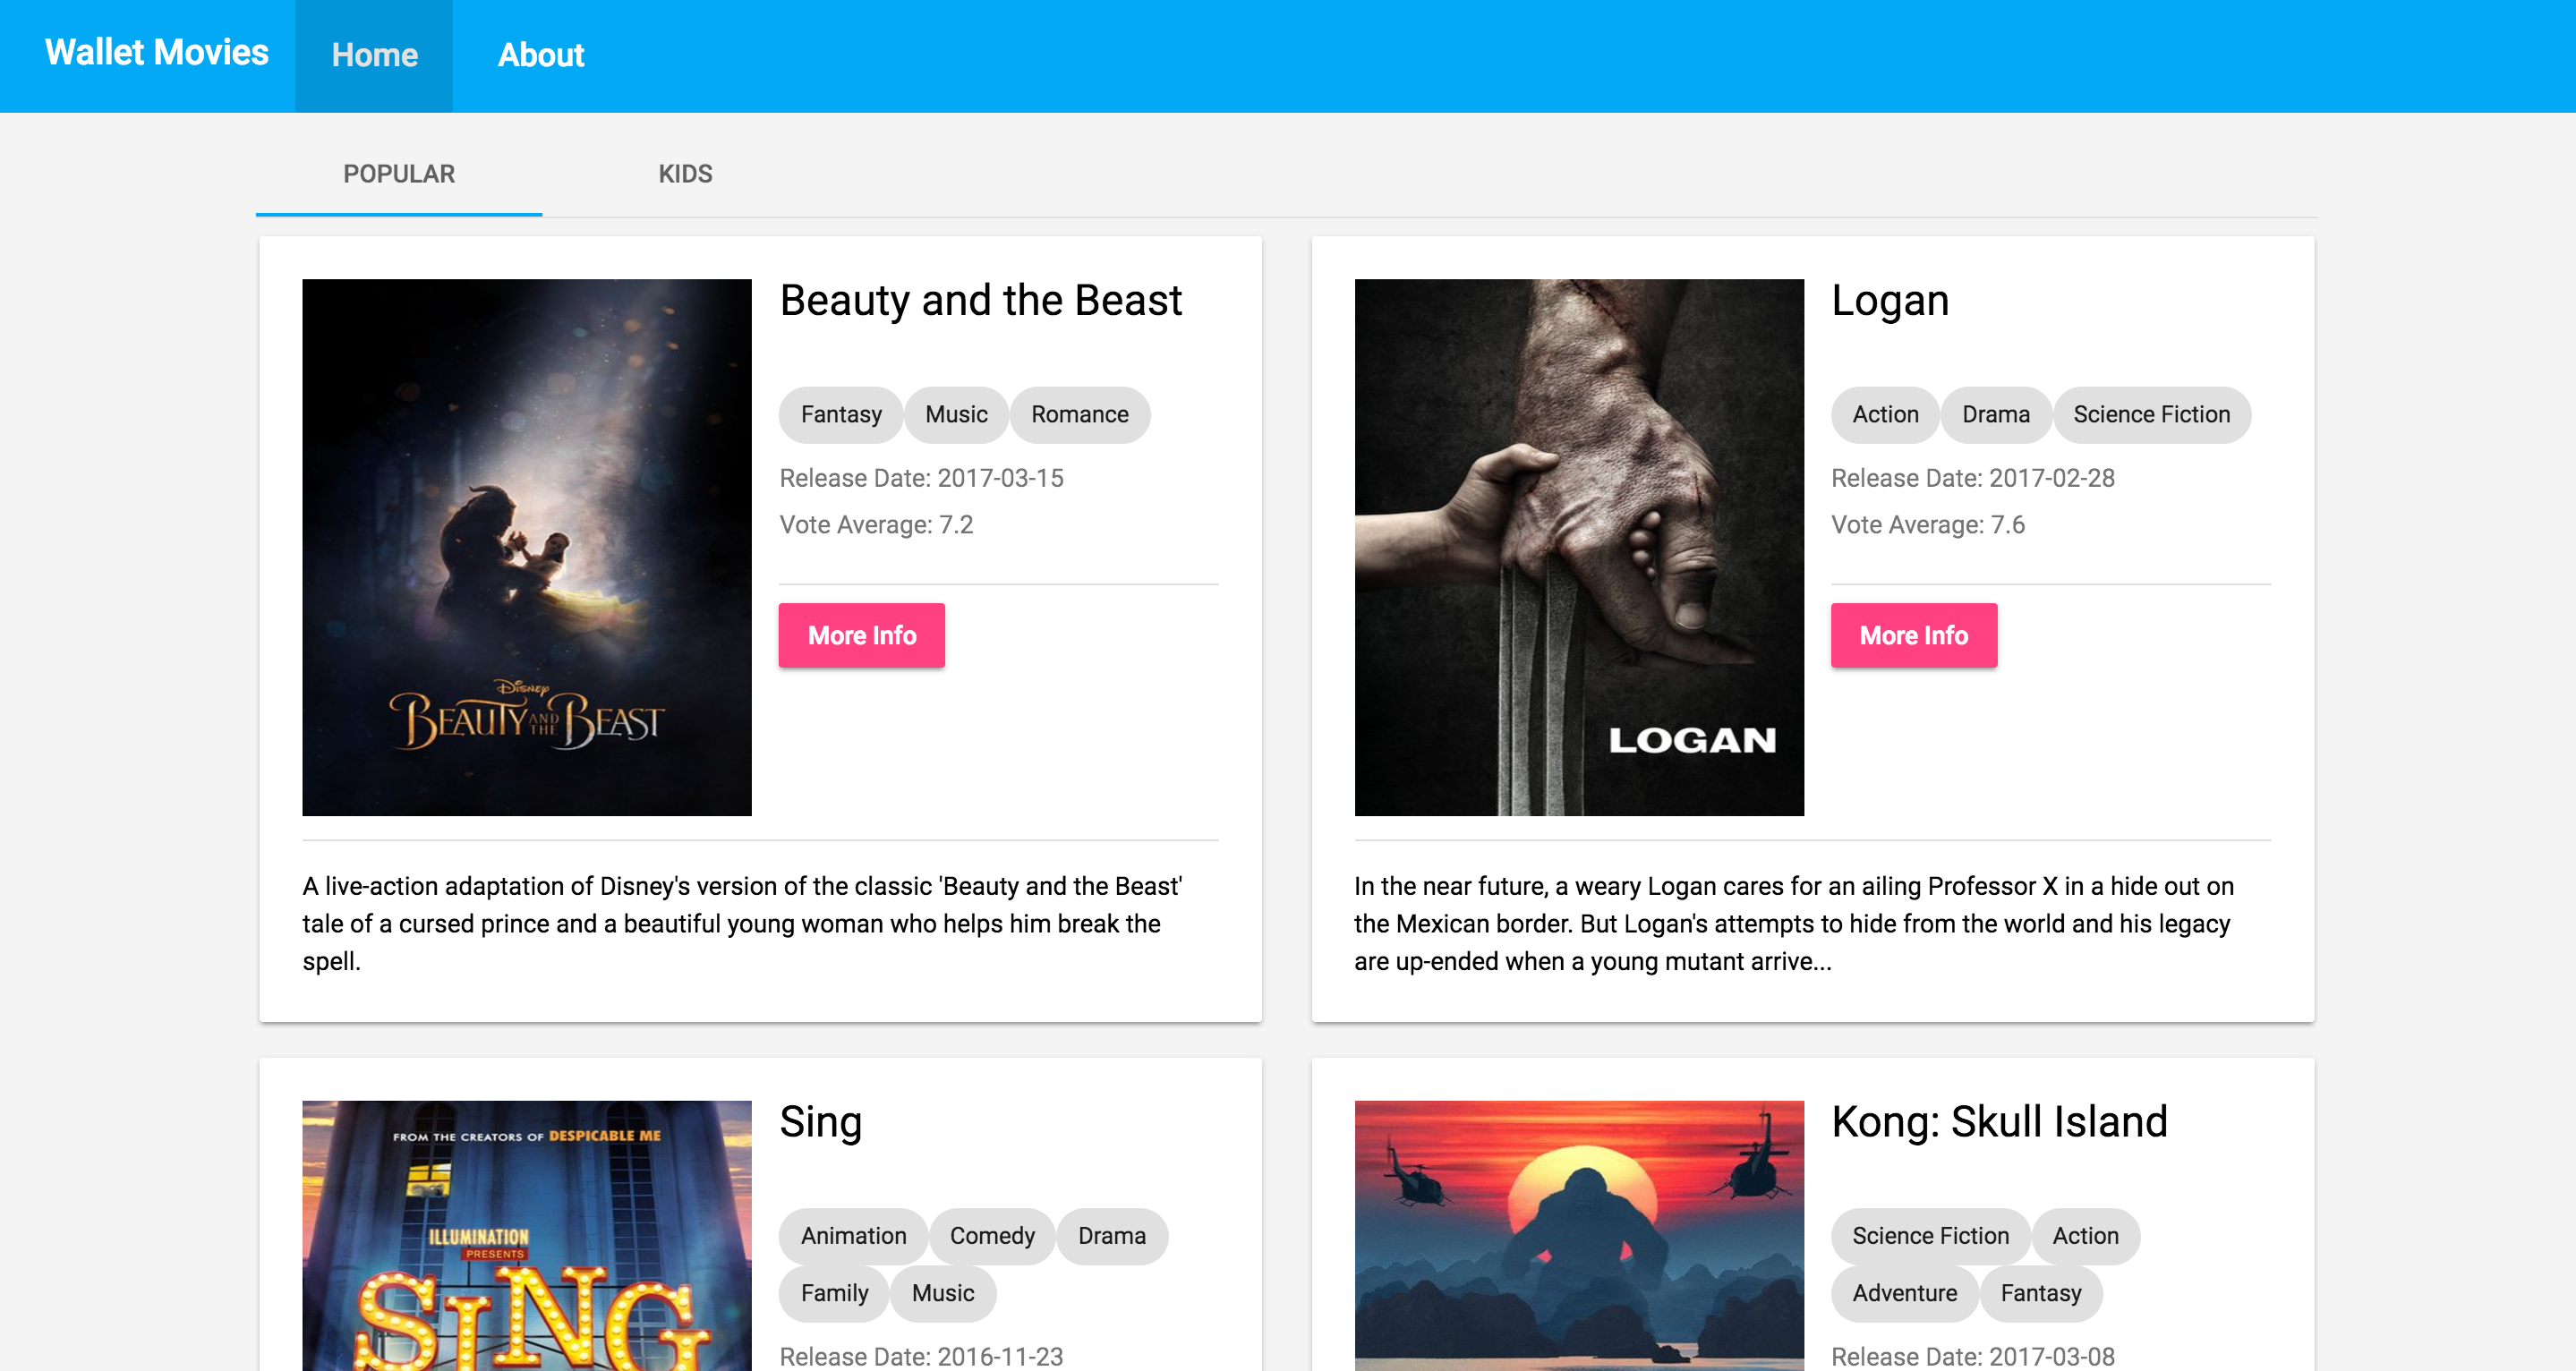 Wallet Movies
Home
About
POPULAR
KIDS
DISNEY
BEAUTY AND THE BEAST
Beauty and the Beast
Fantasy
Music
Romance
Release Date: 2017-03-15
Vote Average: 7.2
More Info
A live-action adaptation of Disney's version of the classic 'Beauty and the Beast'
tale of a cursed prince and a beautiful young woman who helps him break the
spell.
LOGAN
Logan
Action
Drama
Science Fiction
Release Date: 2017-02-28
Vote Average: 7.6
More Info
In the near future, a weary Logan cares for an ailing Professor X in a hide out on
the Mexican border. But Logan's attempts to hide from the world and his legacy
are up-ended when a young mutant arrive...
FROM THE CREATORS OF DESPICABLE ME
ILLUMINATION
PRESENTS
SING
Sing
Animation
Comedy
Drama
Family
Music
Release Date: 2016-11-23
Kong: Skull Island
Science Fiction
Action
Adventure
Fantasy
Release Date: 2017-03-08